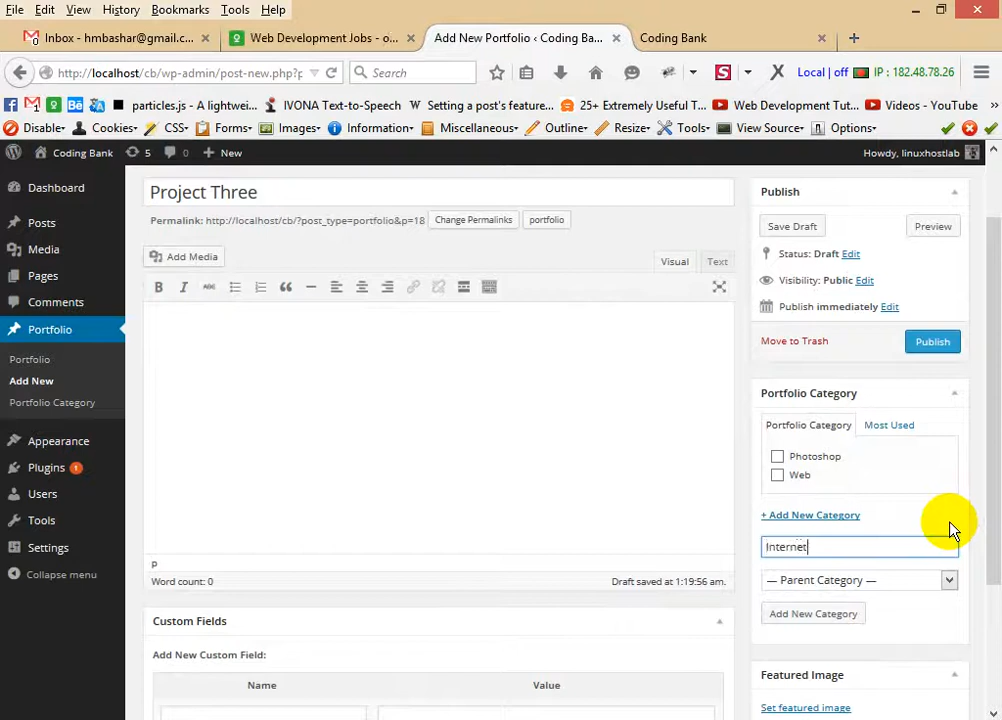 File Edit View History Bookmarks Tools Help
Inbox - hmbashar@gmail.c... × Web Development Jobs - o... × Add New Portfolio ‹ Coding Ba... × Coding Bank ×
http://localhost/cb/wp-admin/post-new.php?p Search Local | off IP : 182.48.78.26
particles.js - A lightwei... IVONA Text-to-Speech Setting a post's feature... 25+ Extremely Useful T... Web Development Tut... Videos - YouTube »
Disable Cookies CSS Forms Images Information Miscellaneous Outline Resize Tools View Source Options
Coding Bank 5 0 + New Howdy, linuxhostlab
Dashboard
Posts
Media
Pages
Comments
Portfolio
Portfolio
Add New
Portfolio Category
Appearance
Plugins 1
Users
Tools
Settings
Collapse menu
Project Three
Permalink: http://localhost/cb/?post_type=portfolio&p=18 Change Permalinks portfolio
Add Media Visual Text
B I ABC
P
Word count: 0 Draft saved at 1:19:56 am.
Custom Fields
Add New Custom Field:
Name Value
Publish
Save Draft Preview
Status: Draft Edit
Visibility: Public Edit
Publish immediately Edit
Move to Trash Publish
Portfolio Category
Portfolio Category Most Used
Photoshop
Web
+ Add New Category
Internet
— Parent Category —
Add New Category
Featured Image
Set featured image